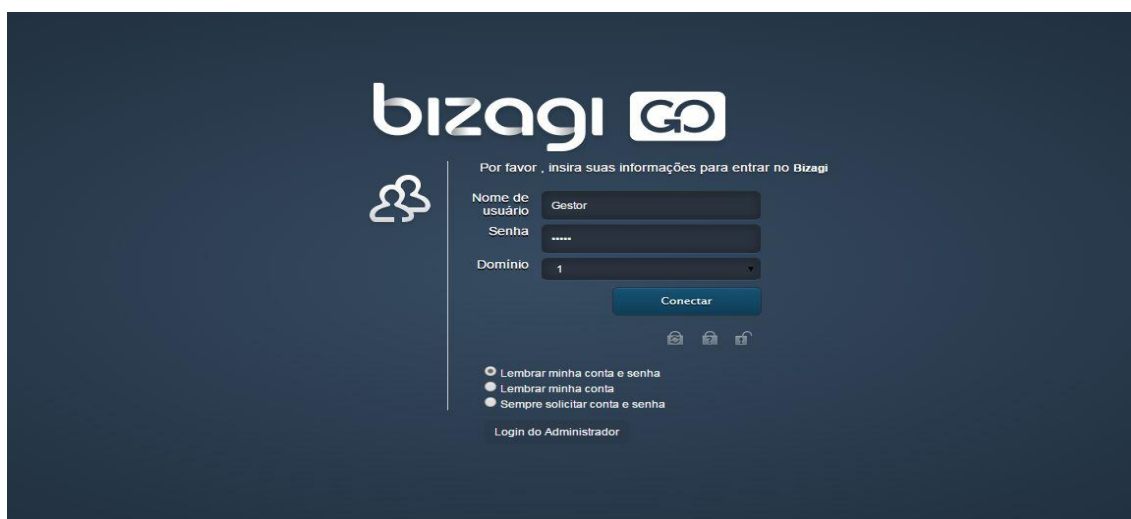 bizagi GO
Por favor , insira suas informações para entrar no Bizagi
Nome de
usuário
Gestor
Senha
•••••
Domínio
1
Conectar
Lembrar minha conta e senha
Lembrar minha conta
Sempre solicitar conta e senha
Login do Administrador